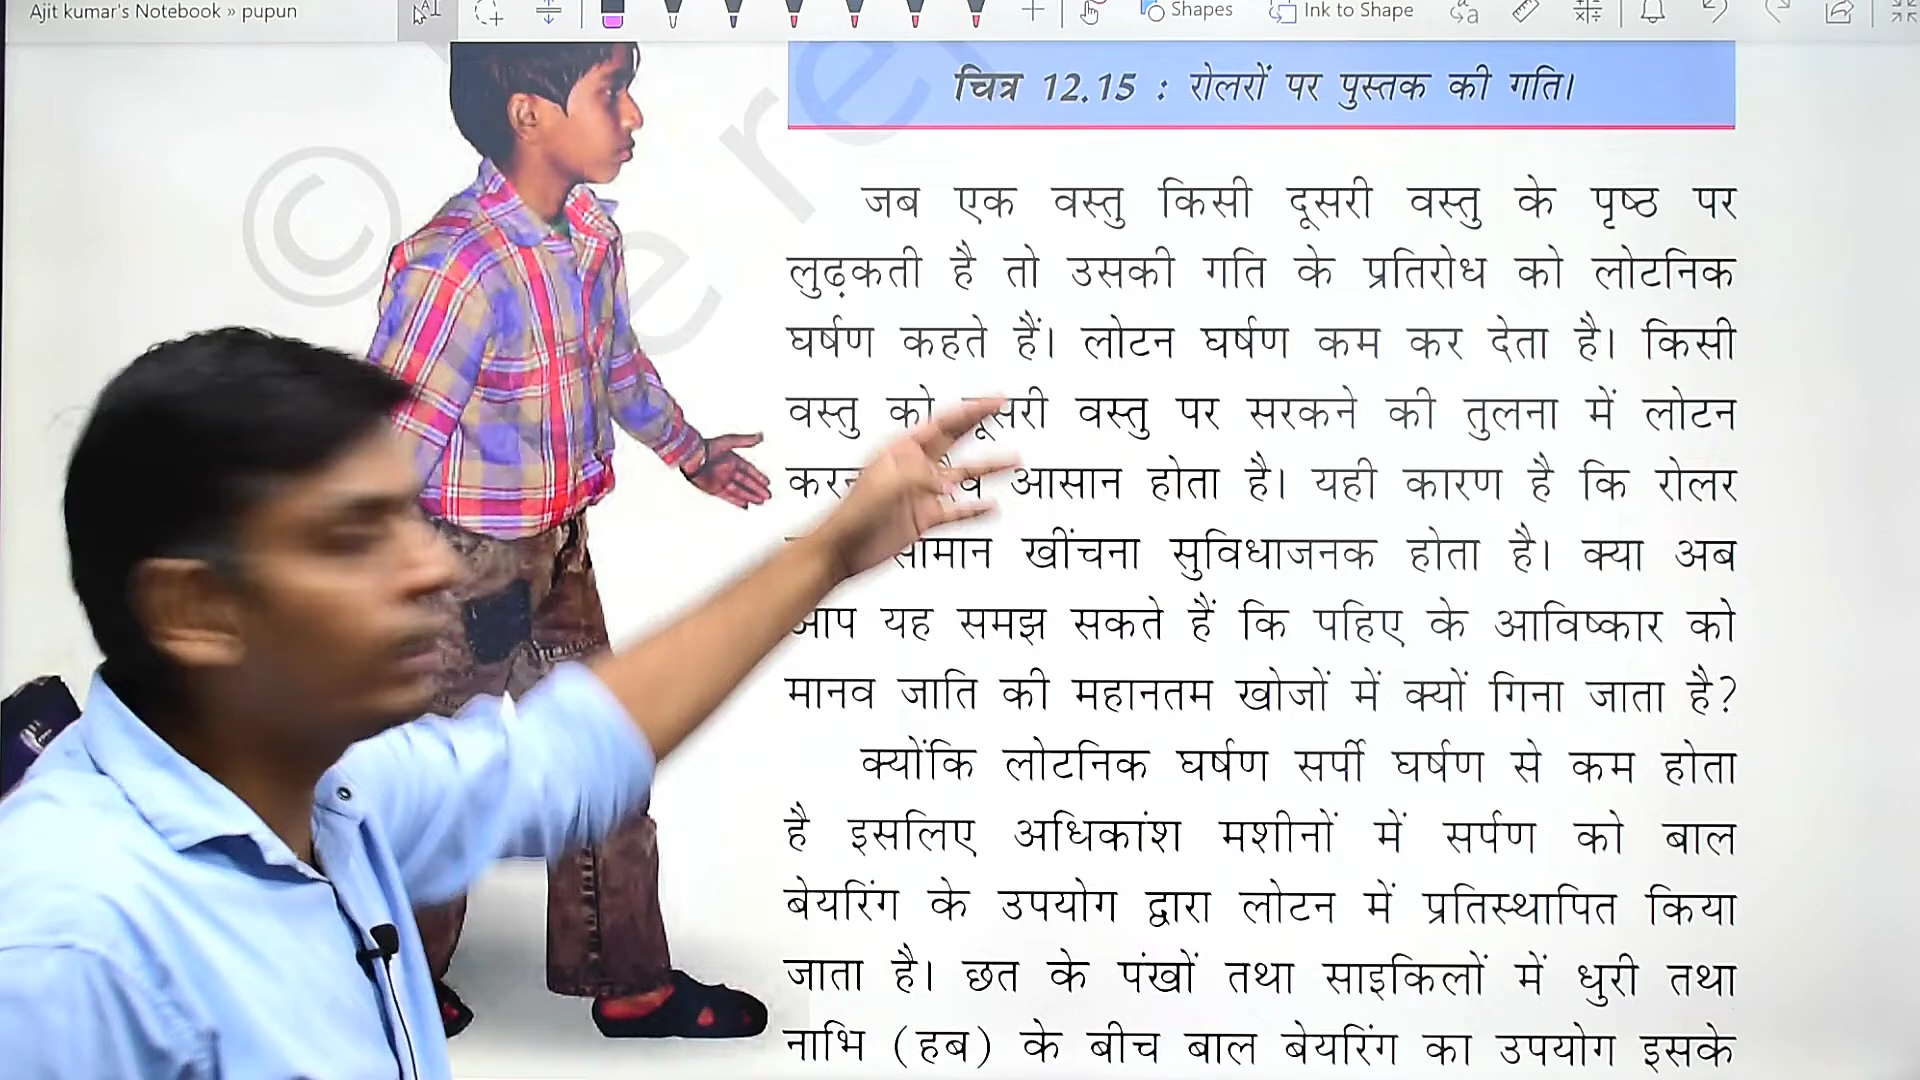 Ajit kumar's Notebook » pupun
Shapes
Ink to Shape
चित्र 12.15 : रोलरों पर पुस्तक की गति।
जब एक वस्तु किसी दूसरी वस्तु के पृष्ठ पर
लुढ़कती है तो उसकी गति के प्रतिरोध को लोटनिक
घर्षण कहते हैं। लोटन घर्षण कम कर देता है। किसी
वस्तु को दूसरी वस्तु पर सरकने की तुलना में लोटन
आसान होता है। यही कारण है कि रोलर
सामान खींचना सुविधाजनक होता है। क्या अब
आप यह समझ सकते हैं कि पहिए के आविष्कार को
मानव जाति की महानतम खोजों में क्यों गिना जाता है?
क्योंकि लोटनिक घर्षण सर्पी घर्षण से कम होता
है इसलिए अधिकांश मशीनों में सर्पण को बाल
बेयरिंग के उपयोग द्वारा लोटन में प्रतिस्थापित किया
जाता है। छत के पंखों तथा साइकिलों में धुरी तथा
नाभि (हब) के बीच बाल बेयरिंग का उपयोग इसके